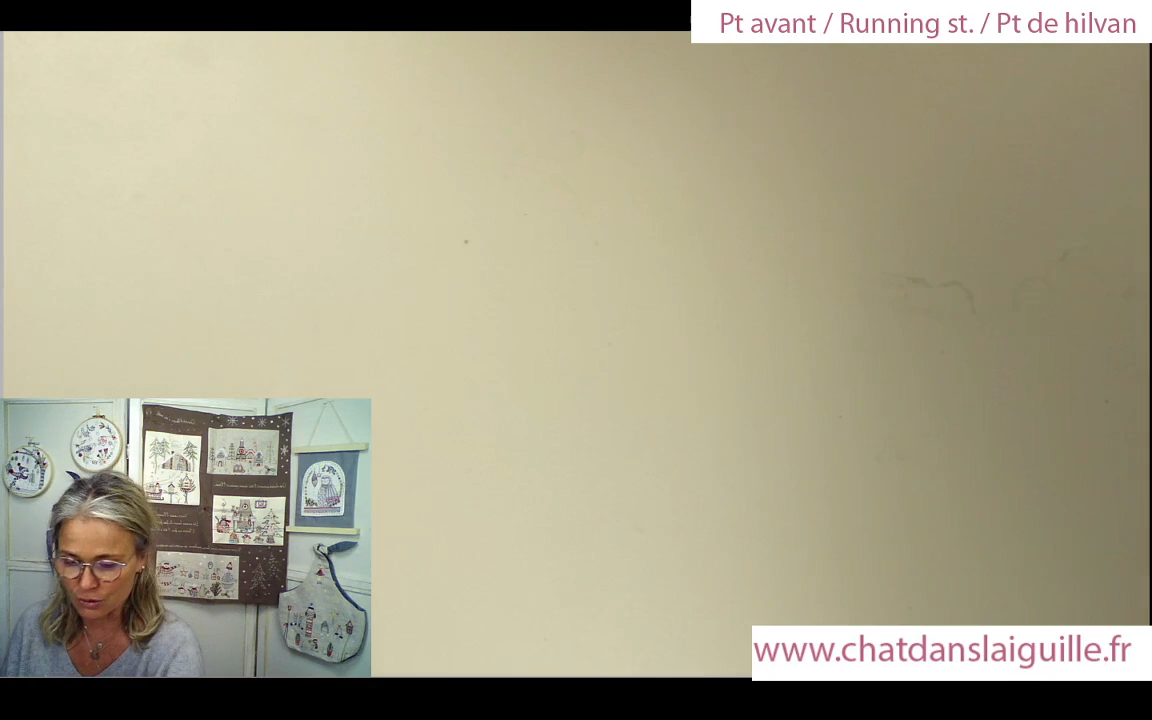 Pt avant / Running st. / Pt de hilvan
www.chatdanslaiguille.fr